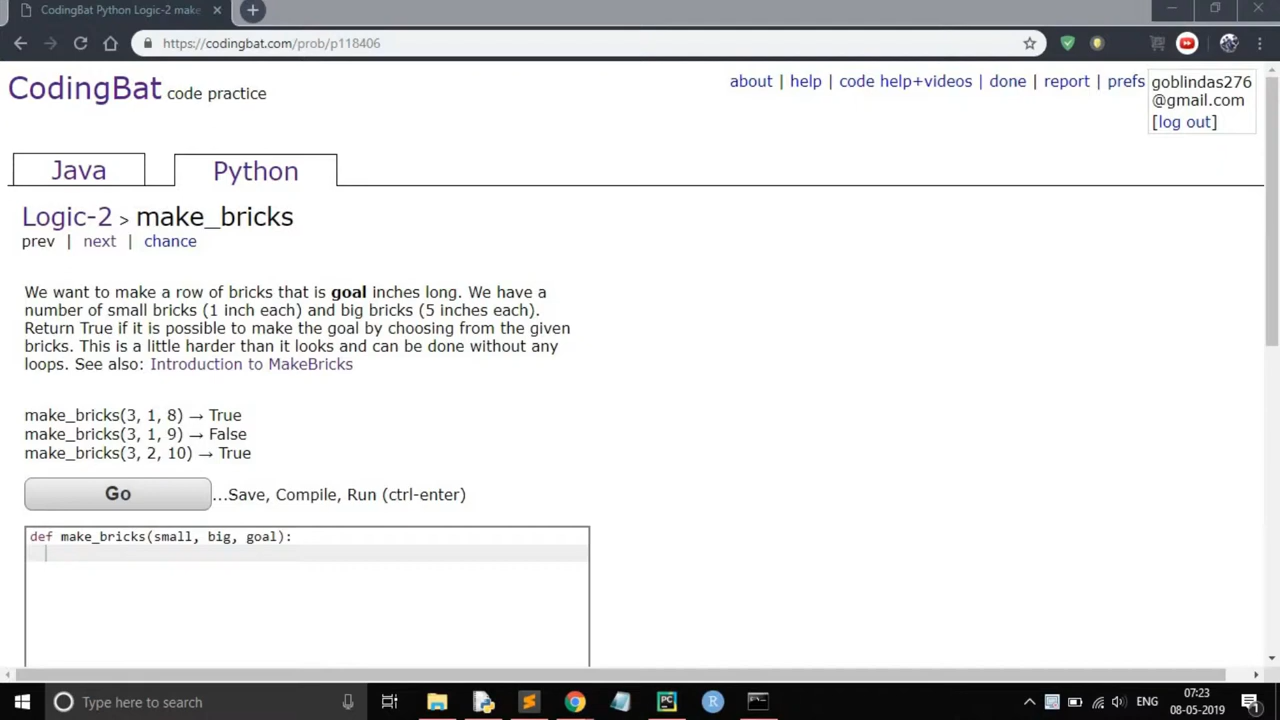 CodingBat Python Logic-2 make
https://codingbat.com/prob/p118406
CodingBat code practice
about | help | code help+videos | done | report | prefs
goblindas276
@gmail.com
[log out]
Java
Python
Logic-2 > make_bricks
prev | next | chance
We want to make a row of bricks that is goal inches long. We have a
number of small bricks (1 inch each) and big bricks (5 inches each).
Return True if it is possible to make the goal by choosing from the given
bricks. This is a little harder than it looks and can be done without any
loops. See also: Introduction to MakeBricks
make_bricks(3, 1, 8) → True
make_bricks(3, 1, 9) → False
make_bricks(3, 2, 10) → True
Go
...Save, Compile, Run (ctrl-enter)
def make_bricks(small, big, goal):
Type here to search
PC
R
ENG
07:23
08-05-2019
1